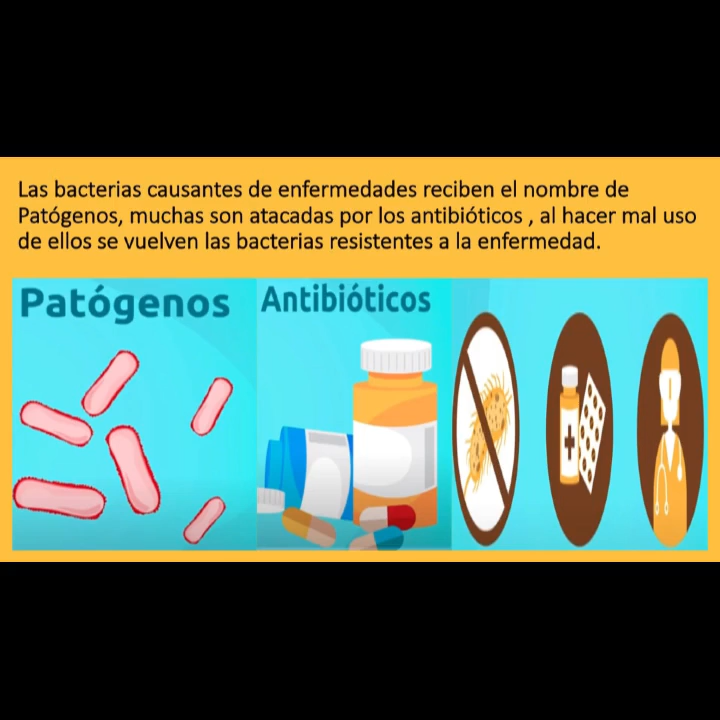 Las bacterias causantes de enfermedades reciben el nombre de
Patógenos, muchas son atacadas por los antibióticos , al hacer mal uso
de ellos se vuelven las bacterias resistentes a la enfermedad.
Patógenos
Antibióticos